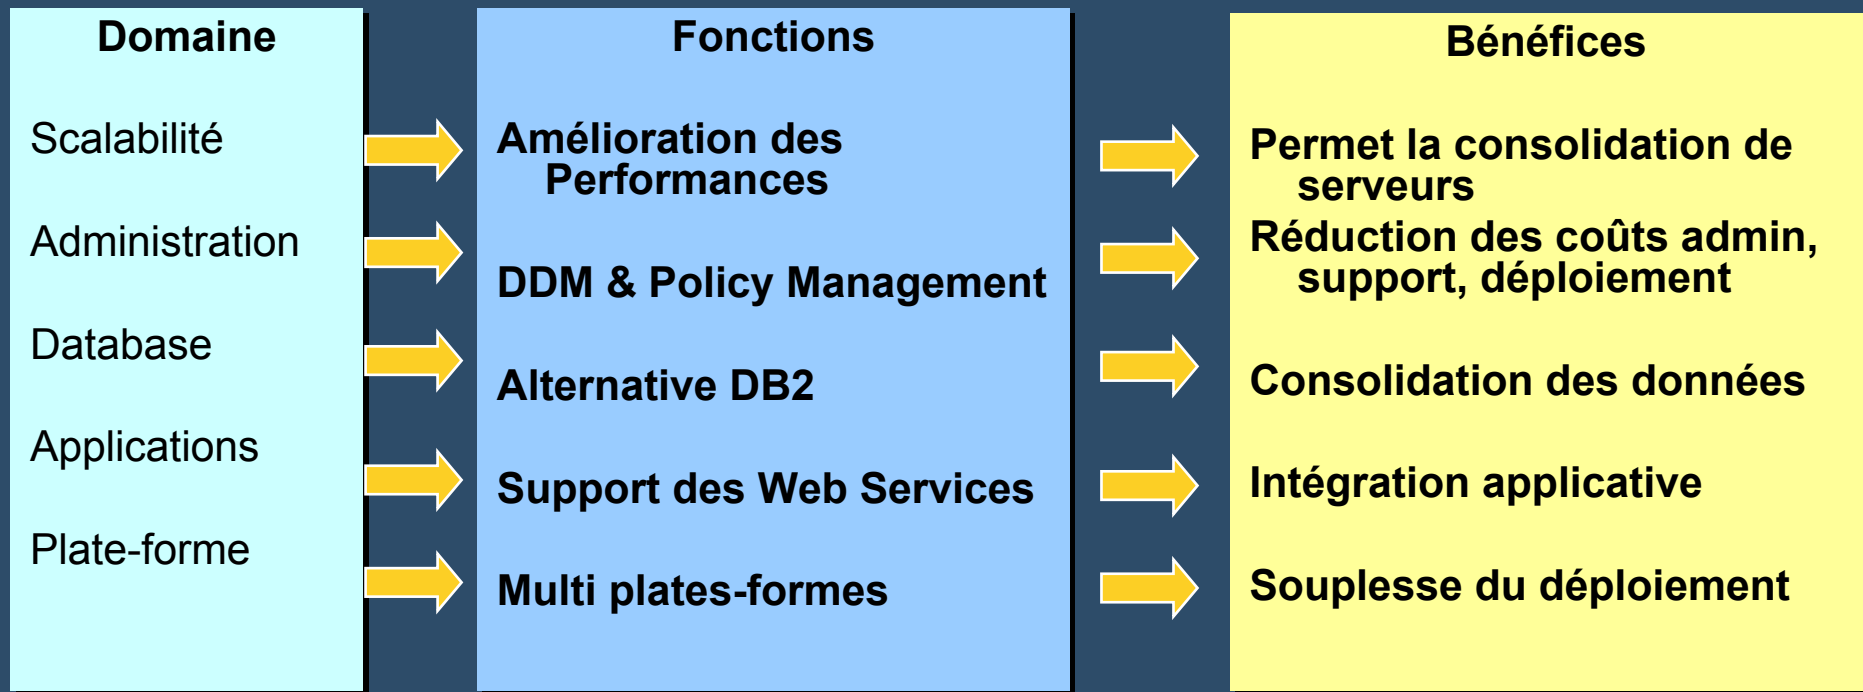 Domaine
Scalabilité
Administration
Database
Applications
Plate-forme
Fonctions
Amélioration des
Performances
DDM & Policy Management
Alternative DB2
Support des Web Services
Multi plates-formes
Bénéfices
Permet la consolidation de
serveurs
Réduction des coûts admin,
support, déploiement
Consolidation des données
Intégration applicative
Souplesse du déploiement